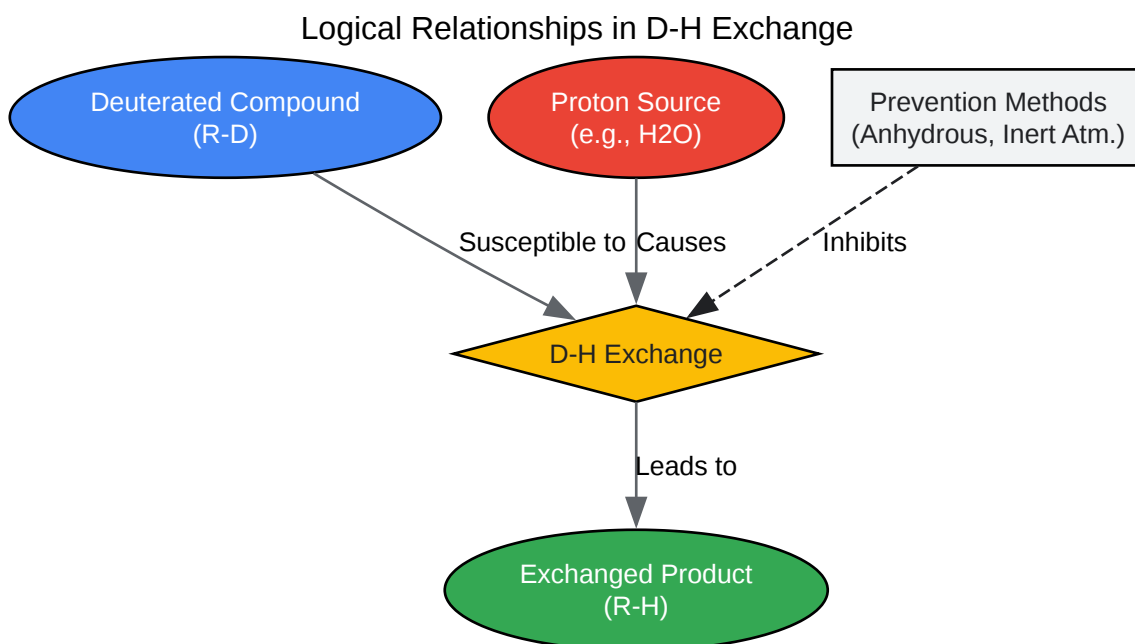 Logical Relationships in D-H Exchange
Deuterated Compound
(R-D)
Proton Source
(e.g., H2O)
Prevention Methods
(Anhydrous, Inert Atm.)
Susceptible to
Causes
Inhibits
D-H Exchange
Leads to
Exchanged Product
(R-H)